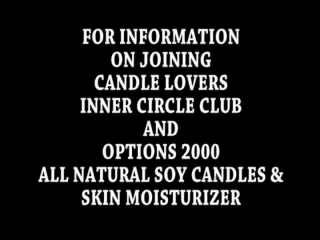 FOR INFORMATION
ON JOINING
CANDLE LOVERS
INNER CIRCLE CLUB
AND
OPTIONS 2000
ALL NATURAL SOY CANDLES &
SKIN MOISTURIZER